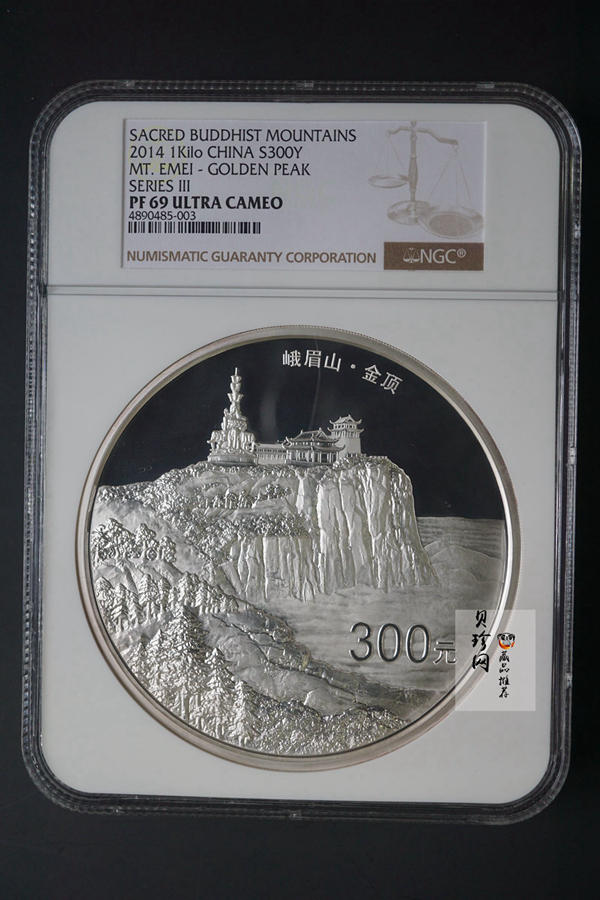 SACRED BUDDHIST MOUNTAINS
2014 1Kilo CHINA S300Y
MT. EMEI - GOLDEN PEAK
SERIES III
PF 69 ULTRA CAMEO
4890485-003
NUMISMATIC GUARANTY CORPORATION
NGC®
峨眉山·金顶
300元
贝珍网
藏品推荐